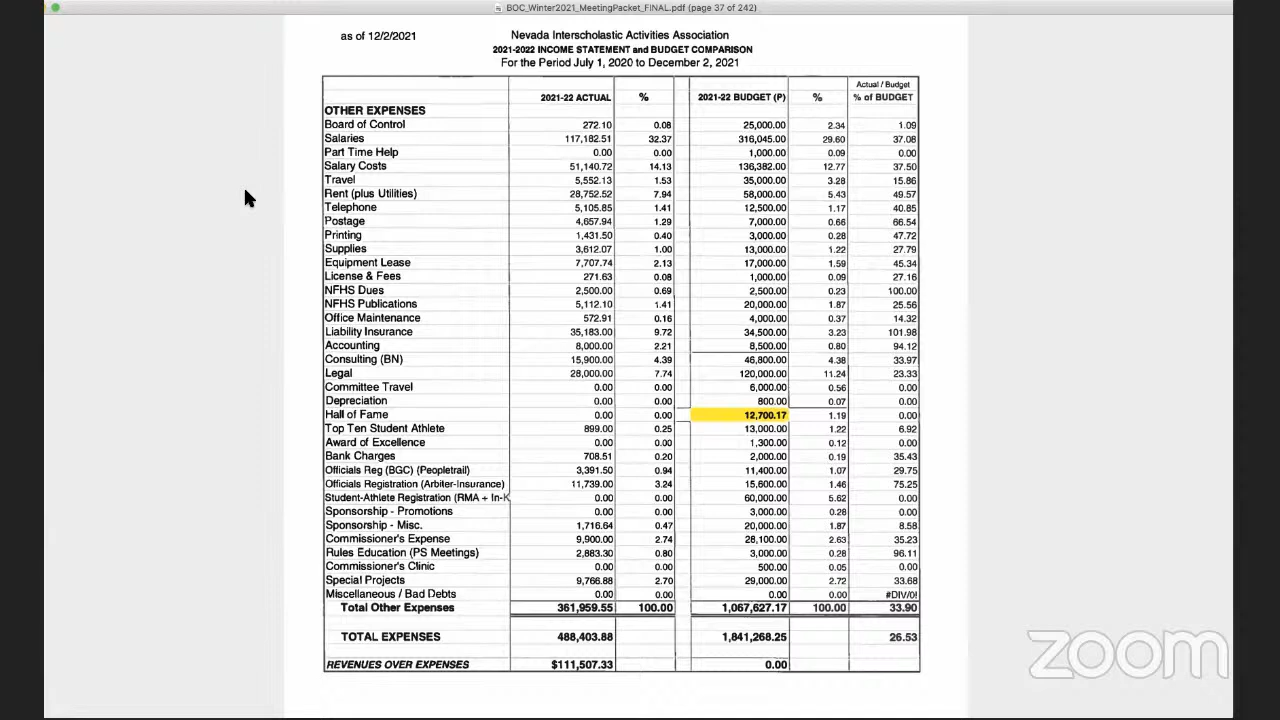 BOC_Winter2021_MeetingPacket_FINAL.pdf (page 37 of 242)
as of 12/2/2021 Nevada Interscholastic Activities Association
2021-2022 INCOME STATEMENT and BUDGET COMPARISON
For the Period July 1, 2020 to December 2, 2021
Actual / Budget
2021-22 ACTUAL % 2021-22 BUDGET (P) % % of BUDGET
OTHER EXPENSES
Board of Control 272.10 0.08 25,000.00 2.34 1.09
Salaries 117,182.51 32.37 316,045.00 29.60 37.08
Part Time Help 0.00 0.00 1,000.00 0.09 0.00
Salary Costs 51,140.72 14.13 136,382.00 12.77 37.50
Travel 5,552.13 1.53 35,000.00 3.28 15.86
Rent (plus Utilities) 28,752.52 7.94 58,000.00 5.43 49.57
Telephone 5,105.85 1.41 12,500.00 1.17 40.85
Postage 4,657.94 1.29 7,000.00 0.66 66.54
Printing 1,431.50 0.40 3,000.00 0.28 47.72
Supplies 3,612.07 1.00 13,000.00 1.22 27.79
Equipment Lease 7,707.74 2.13 17,000.00 1.59 45.34
License & Fees 271.63 0.08 1,000.00 0.09 27.16
NFHS Dues 2,500.00 0.69 2,500.00 0.23 100.00
NFHS Publications 5,112.10 1.41 20,000.00 1.87 25.56
Office Maintenance 572.91 0.16 4,000.00 0.37 14.32
Liability Insurance 35,183.00 9.72 34,500.00 3.23 101.98
Accounting 8,000.00 2.21 8,500.00 0.80 94.12
Consulting (BN) 15,900.00 4.39 46,800.00 4.38 33.97
Legal 28,000.00 7.74 120,000.00 11.24 23.33
Committee Travel 0.00 0.00 6,000.00 0.56 0.00
Depreciation 0.00 0.00 800.00 0.07 0.00
Hall of Fame 0.00 0.00 12,700.17 1.19 0.00
Top Ten Student Athlete 899.00 0.25 13,000.00 1.22 6.92
Award of Excellence 0.00 0.00 1,300.00 0.12 0.00
Bank Charges 708.51 0.20 2,000.00 0.19 35.43
Officials Reg (BGC) (Peopletrail) 3,391.50 0.94 11,400.00 1.07 29.75
Officials Registration (Arbiter-Insurance) 11,739.00 3.24 15,600.00 1.46 75.25
Student-Athlete Registration (RMA + In-K 0.00 0.00 60,000.00 5.62 0.00
Sponsorship - Promotions 0.00 0.00 3,000.00 0.28 0.00
Sponsorship - Misc. 1,716.64 0.47 20,000.00 1.87 8.58
Commissioner's Expense 9,900.00 2.74 28,100.00 2.63 35.23
Rules Education (PS Meetings) 2,883.30 0.80 3,000.00 0.28 96.11
Commissioner's Clinic 0.00 0.00 500.00 0.05 0.00
Special Projects 9,766.88 2.70 29,000.00 2.72 33.68
Miscellaneous / Bad Debts 0.00 0.00 0.00 0.00 #DIV/0!
Total Other Expenses 361,959.55 100.00 1,067,627.17 100.00 33.90
TOTAL EXPENSES 488,403.88 1,841,268.25 26.53
REVENUES OVER EXPENSES $111,507.33 0.00
zoom